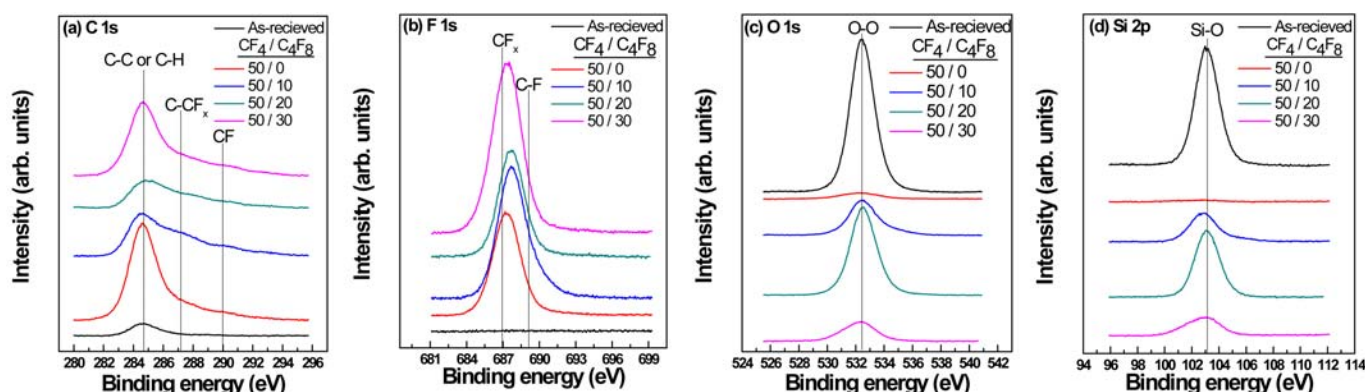 (a) C 1s
As-recieved
CF4 / C4F8
50 / 0
50 / 10
50 / 20
50 / 30
C-C or C-H
C-CFx
CF
Intensity (arb. units)
280 282 284 286 288 290 292 294 296
Binding energy (eV)
(b) F 1s
As-recieved
CF4 / C4F8
50 / 0
50 / 10
50 / 20
50 / 30
CFx
C-F
Intensity (arb. units)
681 684 687 690 693 696 699
Binding energy (eV)
(c) O 1s
As-recieved
CF4 / C4F8
50 / 0
50 / 10
50 / 20
50 / 30
O-O
Intensity (arb. units)
524 526 528 530 532 534 536 538 540 542
Binding energy (eV)
(d) Si 2p
As-recieved
CF4 / C4F8
50 / 0
50 / 10
50 / 20
50 / 30
Si-O
Intensity (arb. units)
94 96 98 100 102 104 106 108 110 112 114
Binding energy (eV)